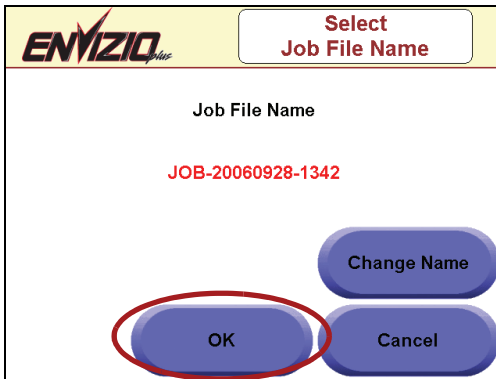 ENVIZIO plus
Select
Job File Name
Job File Name
JOB-20060928-1342
Change Name
OK
Cancel